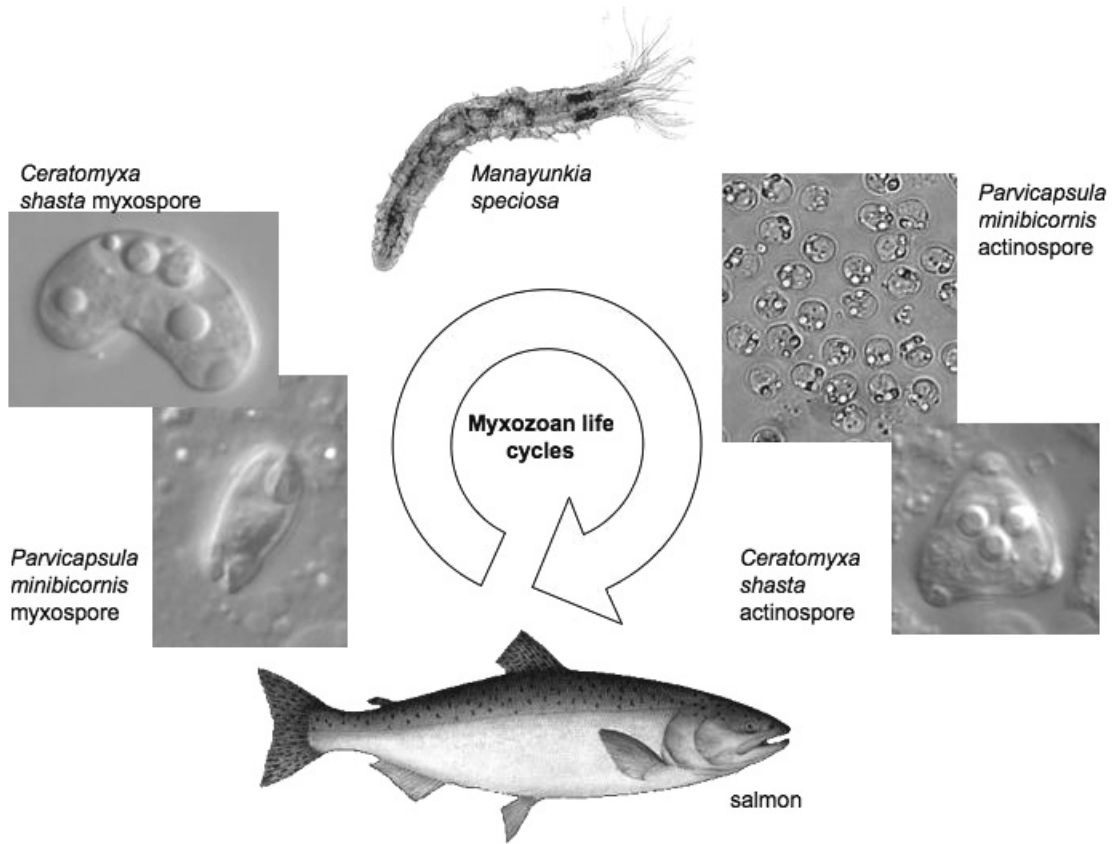 Ceratomyxa
shasta myxospore
Manayunkia
speciosa
Parvicapsula
minibicornis
actinospore
Myxozoan life
cycles
Parvicapsula
minibicornis
myxospore
Ceratomyxa
shasta
actinospore
salmon